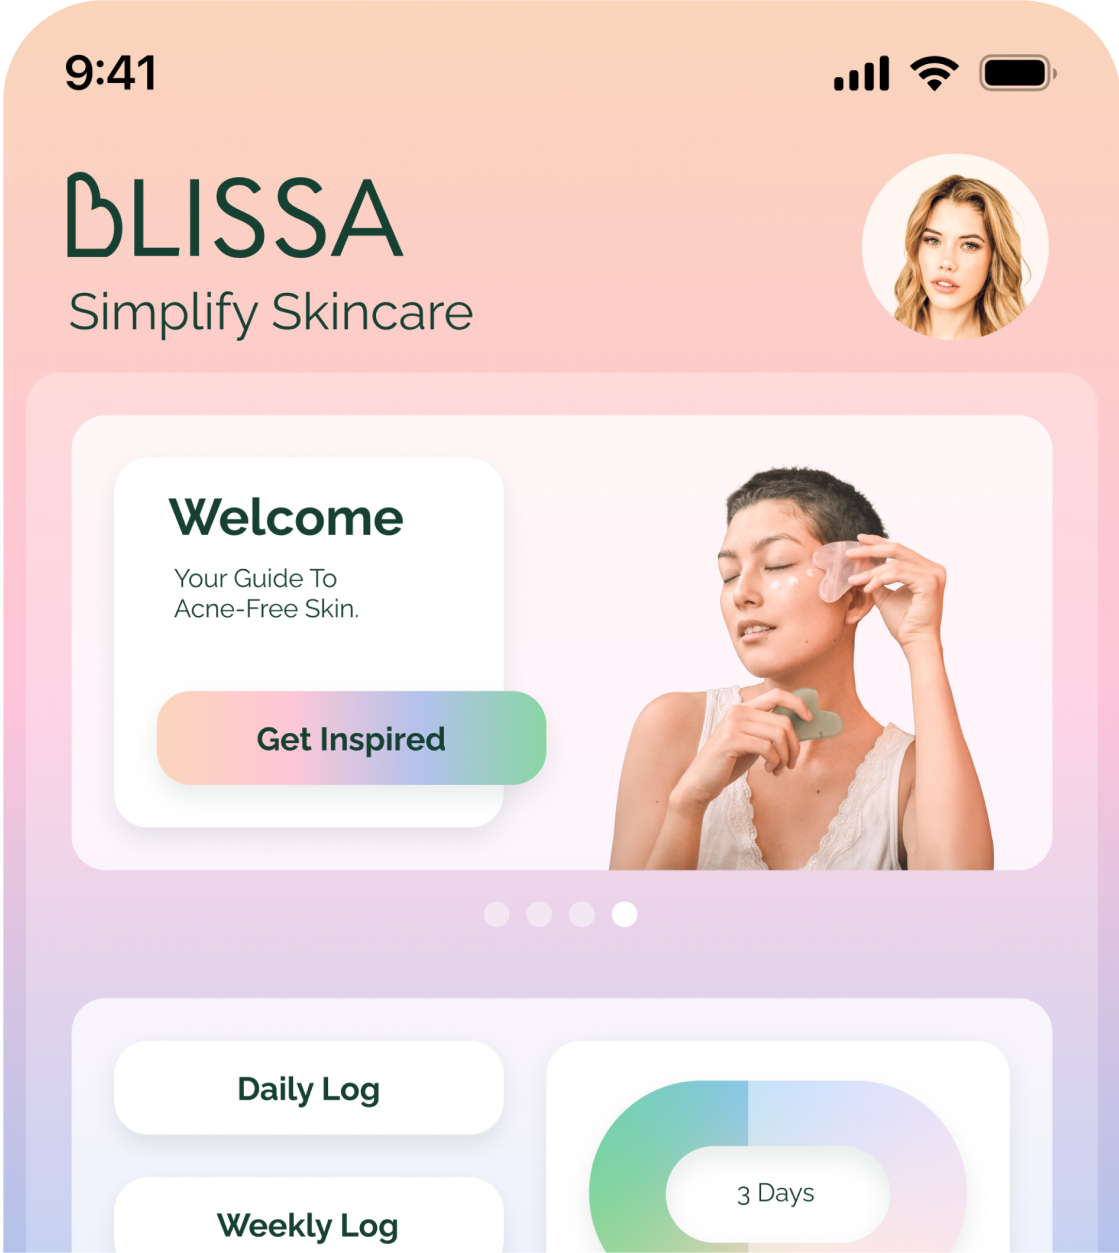 9:41
BLISSA
Simplify Skincare
Welcome
Your Guide To
Acne-Free Skin.
Get Inspired
Daily Log
3 Days
Weekly Log